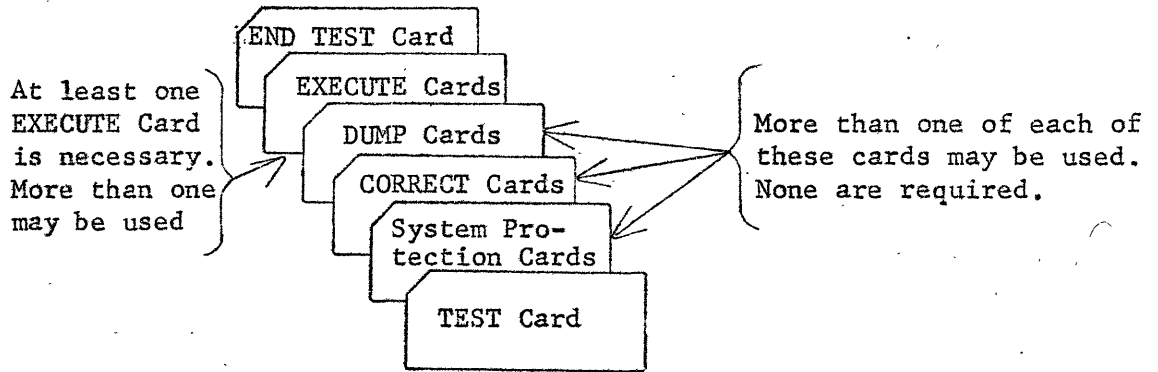 END TEST Card
EXECUTE Cards
DUMP Cards
CORRECT Cards
System Pro-
tection Cards
TEST Card
At least one
EXECUTE Card
is necessary.
More than one
may be used
More than one of each of
these cards may be used.
None are required.